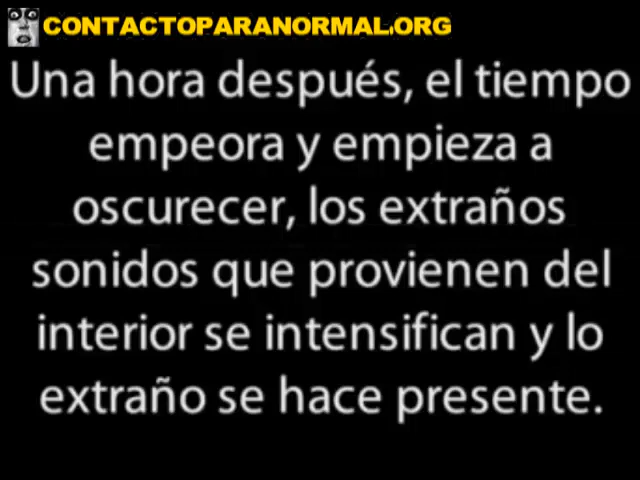 CONTACTOPARANORMAL.ORG
Una hora después, el tiempo
empeora y empieza a
oscurecer, los extraños
sonidos que provienen del
interior se intensifican y lo
extraño se hace presente.